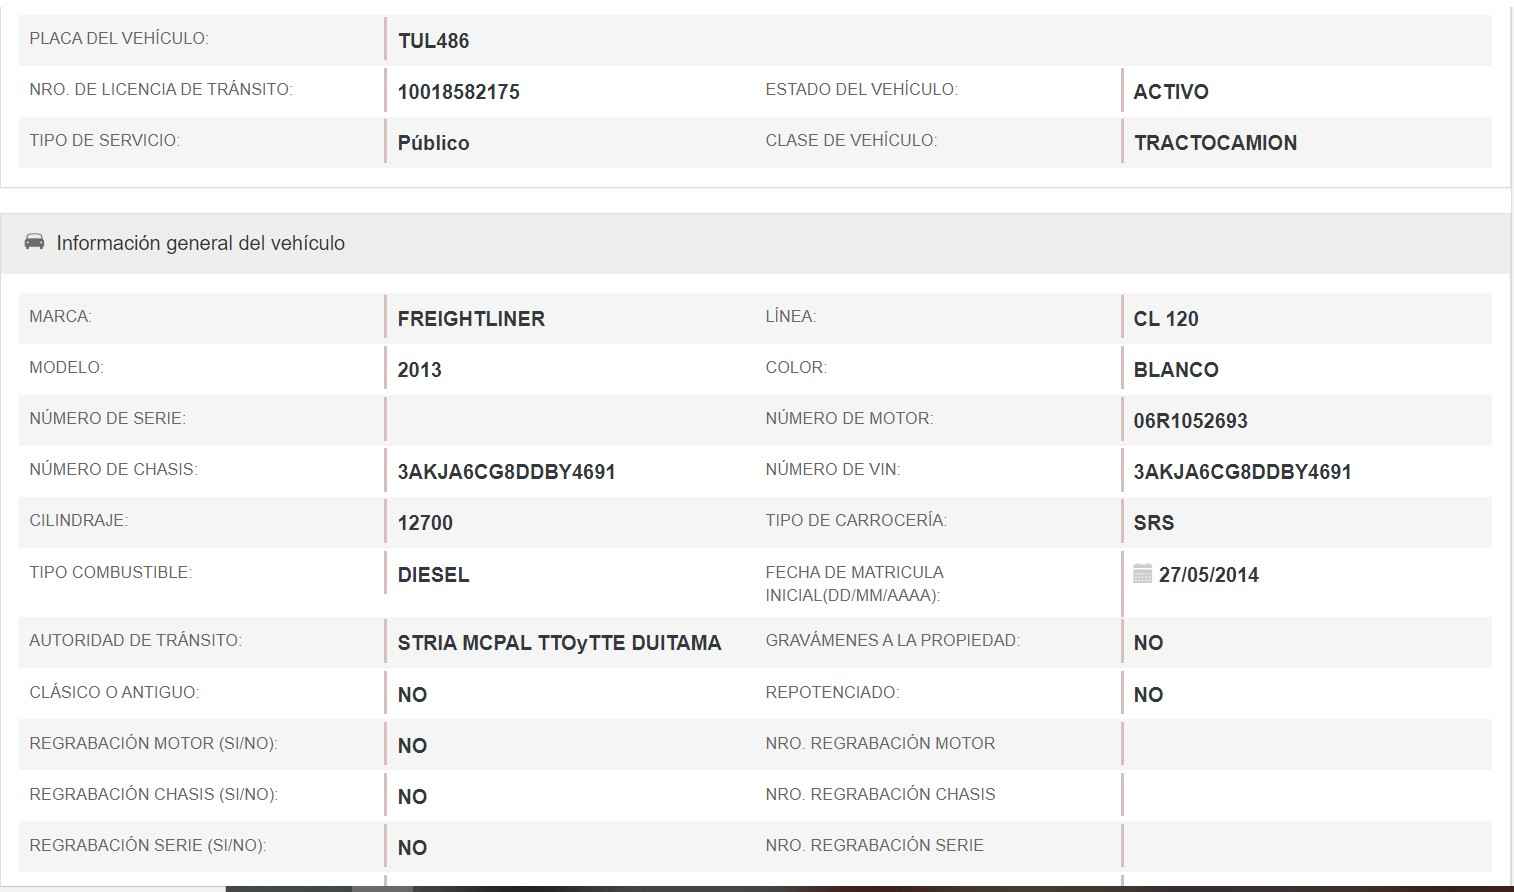 PLACA DEL VEHÍCULO: TUL486
NRO. DE LICENCIA DE TRÁNSITO: 10018582175 ESTADO DEL VEHÍCULO: ACTIVO
TIPO DE SERVICIO: Público CLASE DE VEHÍCULO: TRACTOCAMION
Información general del vehículo
MARCA: FREIGHTLINER LÍNEA: CL 120
MODELO: 2013 COLOR: BLANCO
NÚMERO DE SERIE: NÚMERO DE MOTOR: 06R1052693
NÚMERO DE CHASIS: 3AKJA6CG8DDBY4691 NÚMERO DE VIN: 3AKJA6CG8DDBY4691
CILINDRAJE: 12700 TIPO DE CARROCERÍA: SRS
TIPO COMBUSTIBLE: DIESEL FECHA DE MATRICULA 27/05/2014
INICIAL(DD/MM/AAAA):
AUTORIDAD DE TRÁNSITO: STRIA MCPAL TTOyTTE DUITAMA GRAVÁMENES A LA PROPIEDAD: NO
CLÁSICO O ANTIGUO: NO REPOTENCIADO: NO
REGRABACIÓN MOTOR (SI/NO): NO NRO. REGRABACIÓN MOTOR
REGRABACIÓN CHASIS (SI/NO): NO NRO. REGRABACIÓN CHASIS
REGRABACIÓN SERIE (SI/NO): NO NRO. REGRABACIÓN SERIE